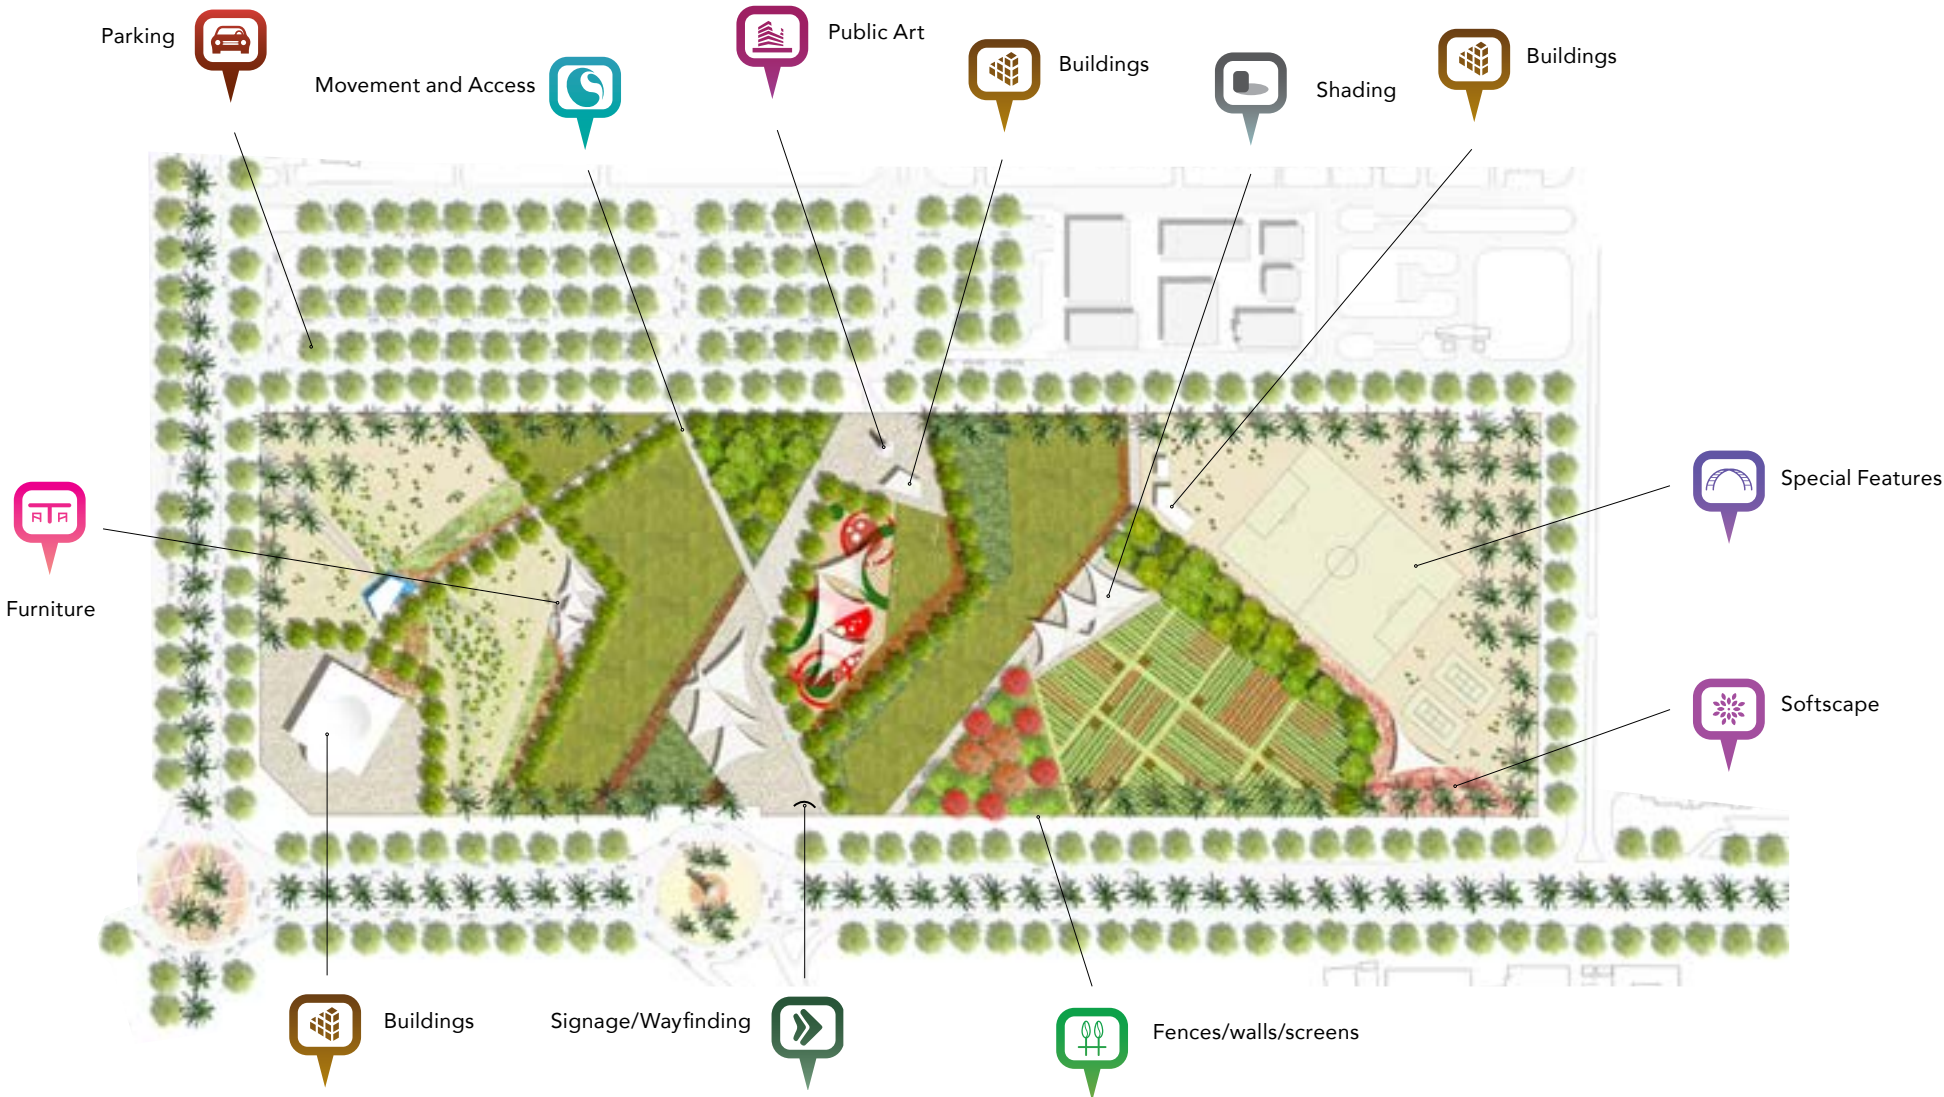 Parking
Movement and Access
Public Art
Buildings
Shading
Buildings
Furniture
Special Features
Softscape
Buildings
Signage/Wayfinding
Fences/walls/screens